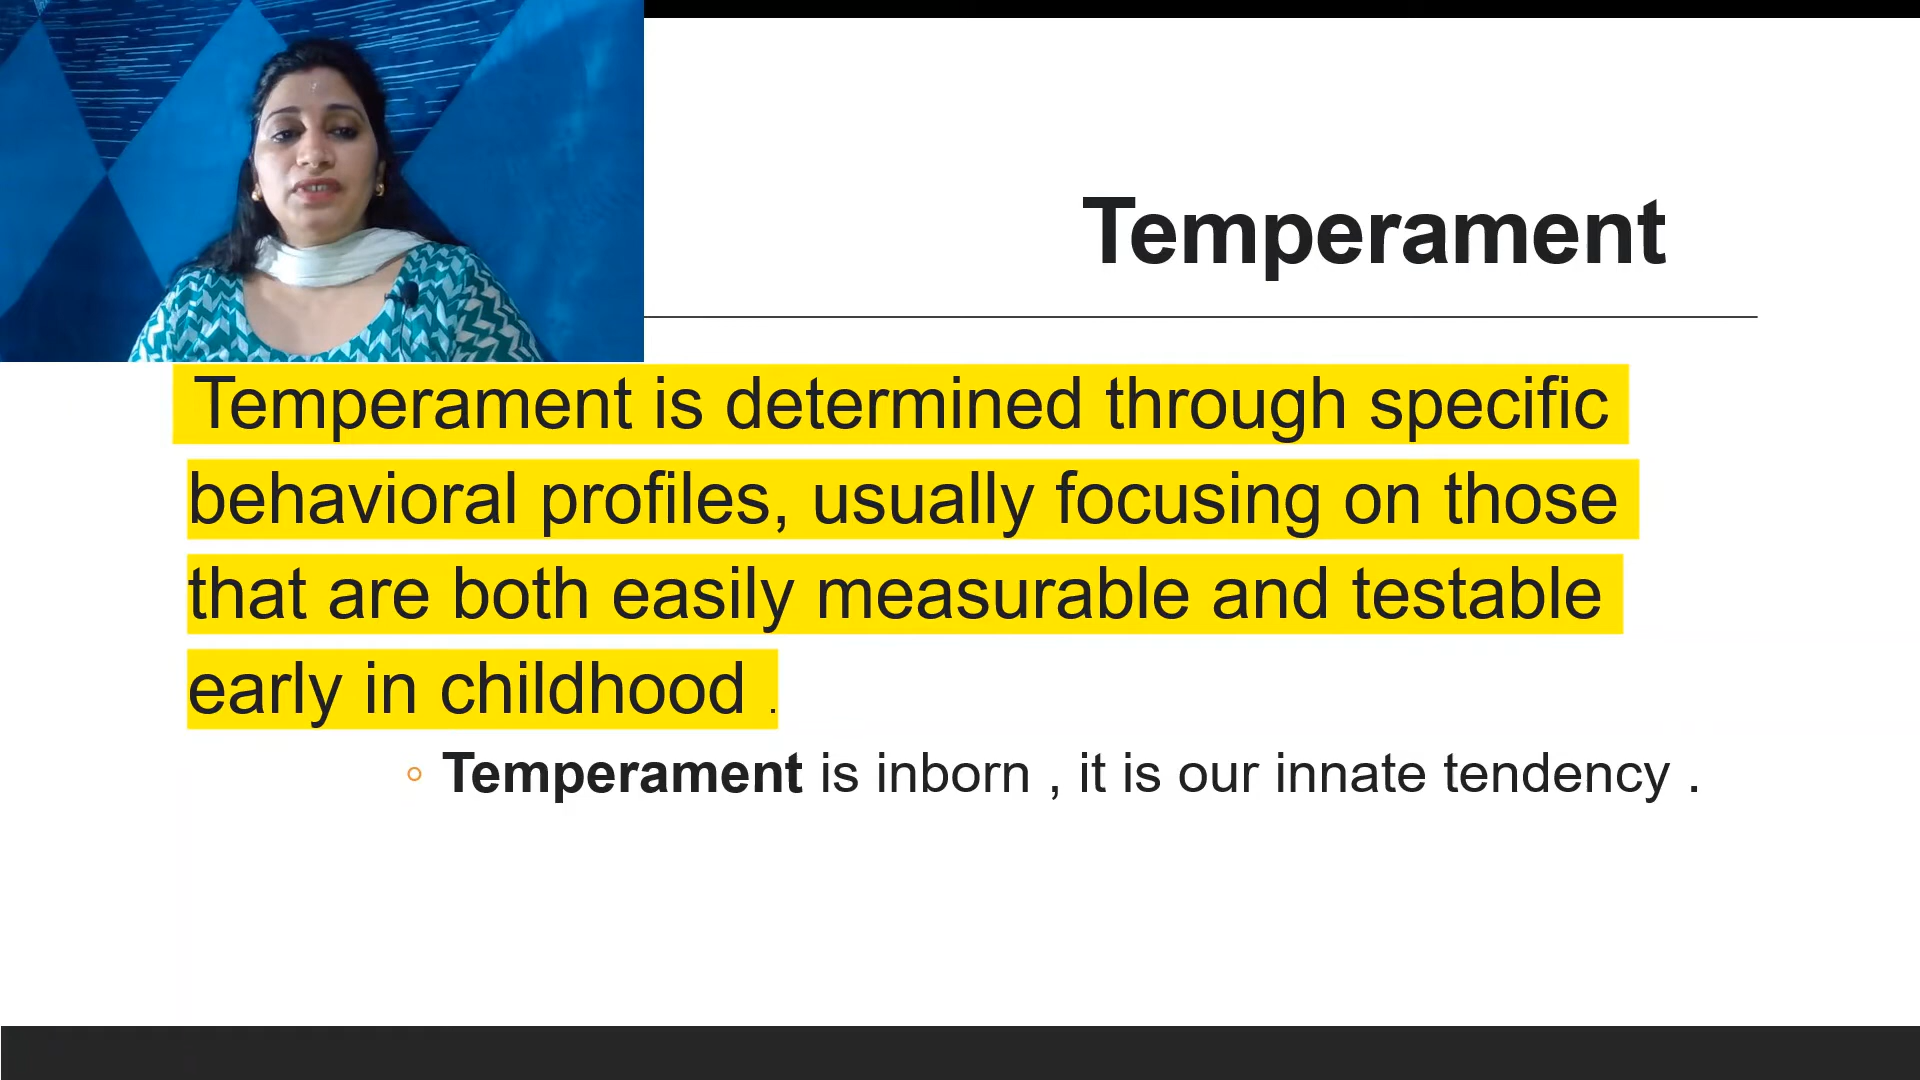 Temperament
Temperament is determined through specific
behavioral profiles, usually focusing on those
that are both easily measurable and testable
early in childhood .
Temperament is inborn , it is our innate tendency .